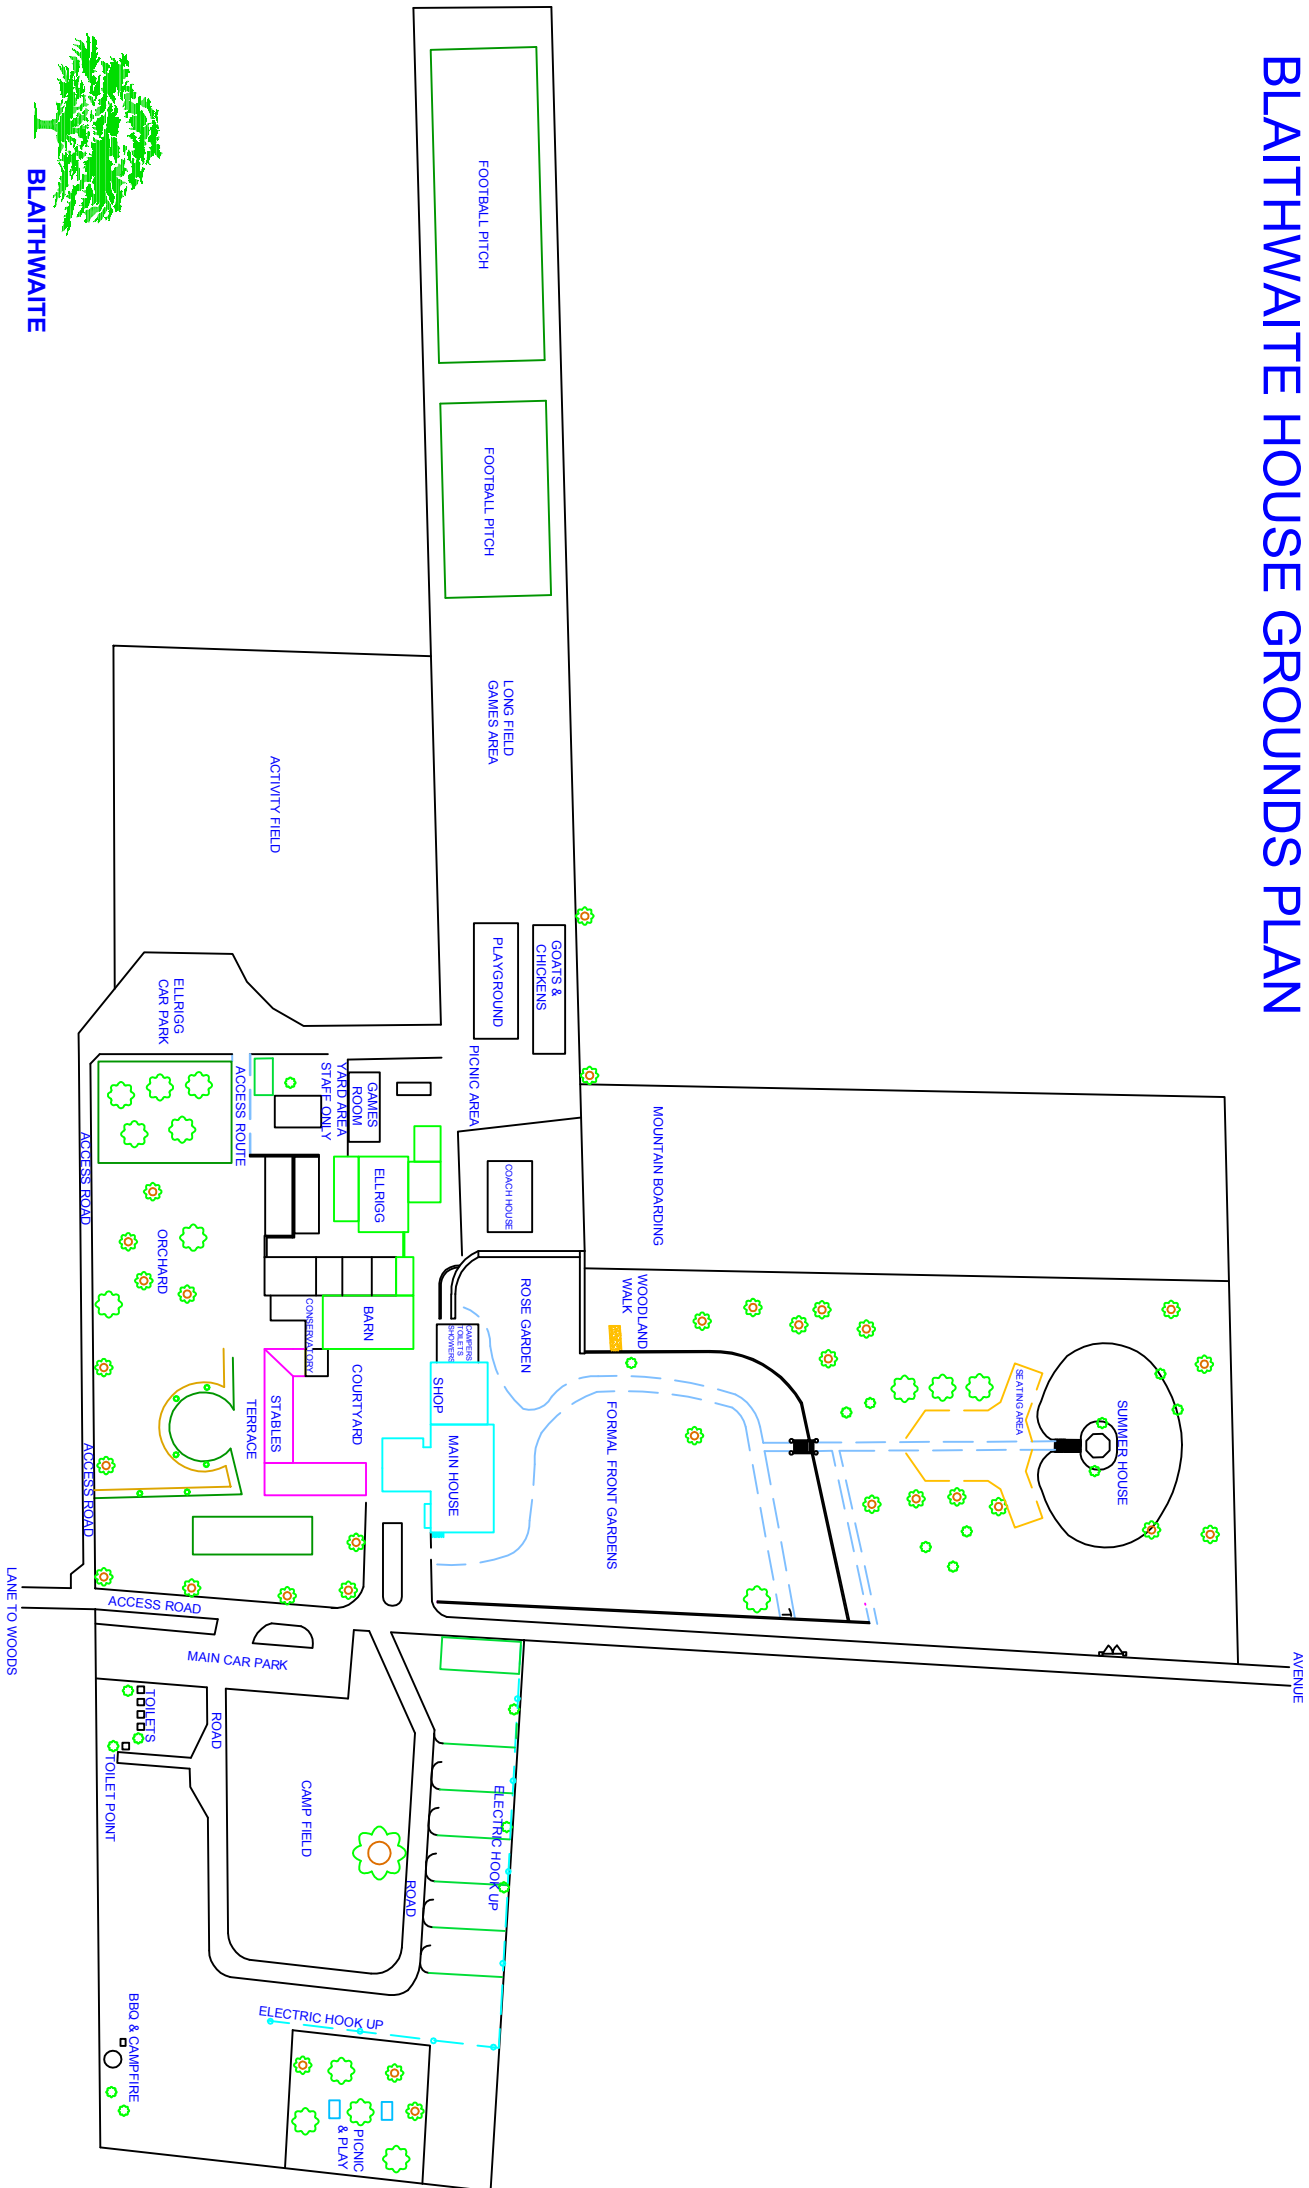 BLAITHWAITE HOUSE GROUNDS PLAN
BLAITHWAITE
FOOTBALL PITCH
FOOTBALL PITCH
LONG FIELD
GAMES AREA
ACTIVITY FIELD
GOATS &
CHICKENS
PLAYGROUND
PICNIC AREA
ELLRIGG
CAR PARK
ACCESS ROUTE
YARD AREA
STAFF ONLY
GAMES
ROOM
ELLRIGG
COACH HOUSE
MOUNTAIN BOARDING
ACCESS ROAD
ORCHARD
CONSERVATORY
BARN
ROSE GARDEN
WOODLAND
WALK
CAMPERS
TOILETS
SHOWERS
SHOP
COURTYARD
STABLES
TERRACE
MAIN HOUSE
FORMAL FRONT GARDENS
SEATING AREA
SUMMER HOUSE
ACCESS ROAD
LANE TO WOODS
ACCESS ROAD
MAIN CAR PARK
AVENUE
TOILETS
ROAD
TOILET POINT
CAMP FIELD
ROAD
ELECTRIC HOOK UP
ELECTRIC HOOK UP
BBQ & CAMPFIRE
PICNIC
& PLAY